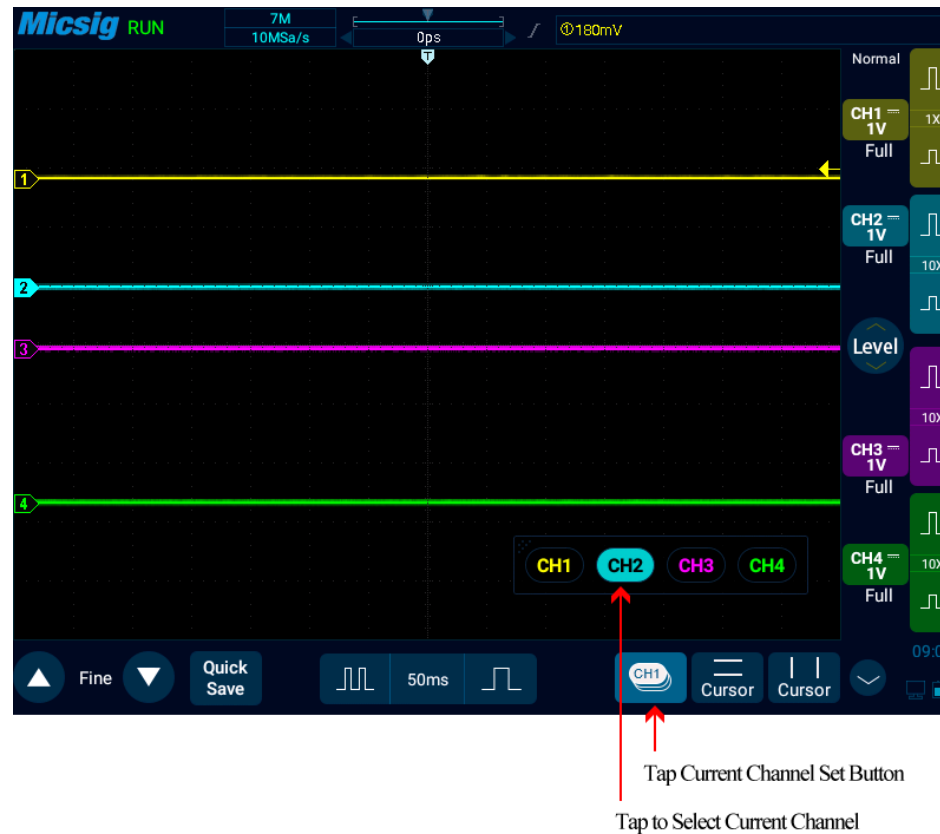 Micsig RUN
7M
10MSa/s
0ps
①180mV
T
Normal
CH1
1V
Full
1X
1
CH2
1V
Full
10X
2
3
Level
10X
CH3
1V
Full
4
CH1 CH2 CH3 CH4
CH4
1V
Full
10X
Fine
Quick
Save
50ms
CH1
Cursor
Cursor
Tap Current Channel Set Button
Tap to Select Current Channel